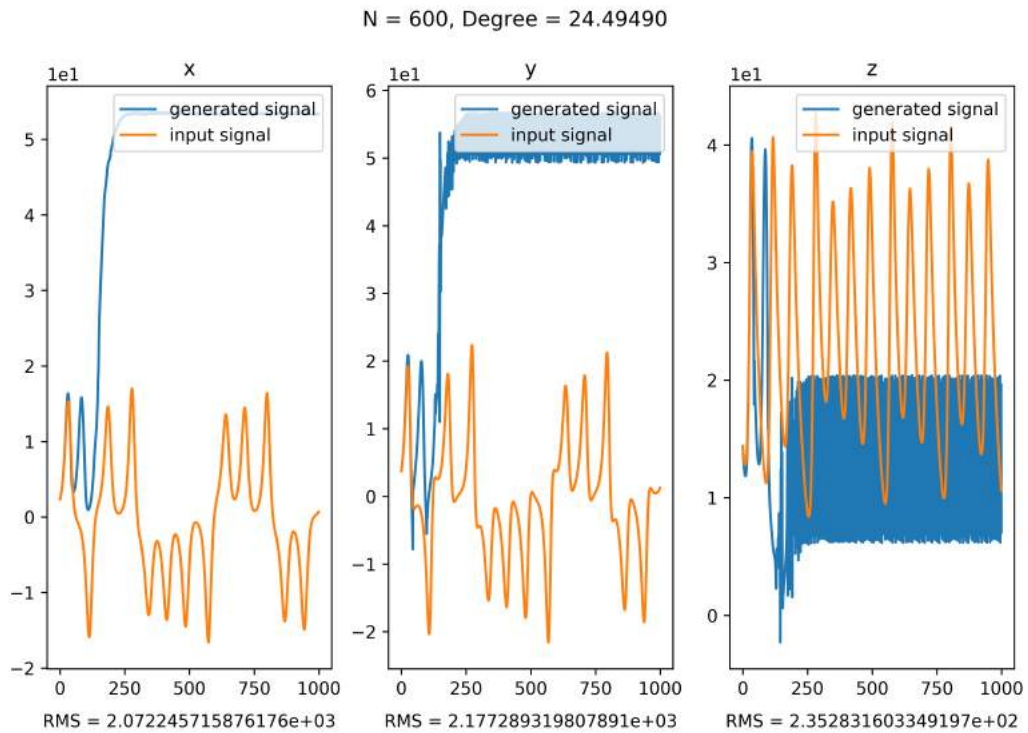 N = 600, Degree = 24.49490
x
y
z
1e1
1e1
1e1
generated signal
input signal
generated signal
input signal
generated signal
input signal
5
4
3
2
1
0
−1
−2
6
5
4
3
2
1
0
−1
−2
4
3
2
1
0
0 250 500 750 1000
0 250 500 750 1000
0 250 500 750 1000
RMS = 2.072245715876176e+03
RMS = 2.177289319807891e+03
RMS = 2.352831603349197e+02